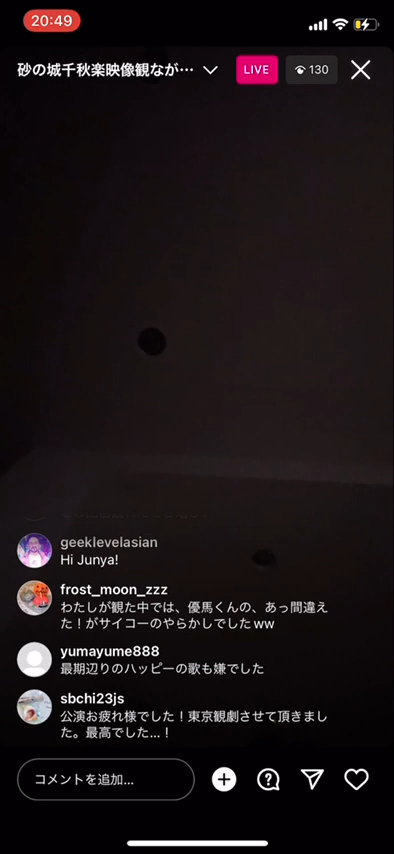 20:49
砂の城千秋楽映像観なが…
LIVE
130
geeklevelasian
Hi Junya!
frost_moon_zzz
わたしが観た中では、優馬くんの、あっ間違え
た！がサイコーのやらかしでしたww
yumayume888
最期辺りのハッピーの歌も嫌でした
sbchi23js
公演お疲れ様でした！東京観劇させて頂きまし
た。最高でした...！
コメントを追加...